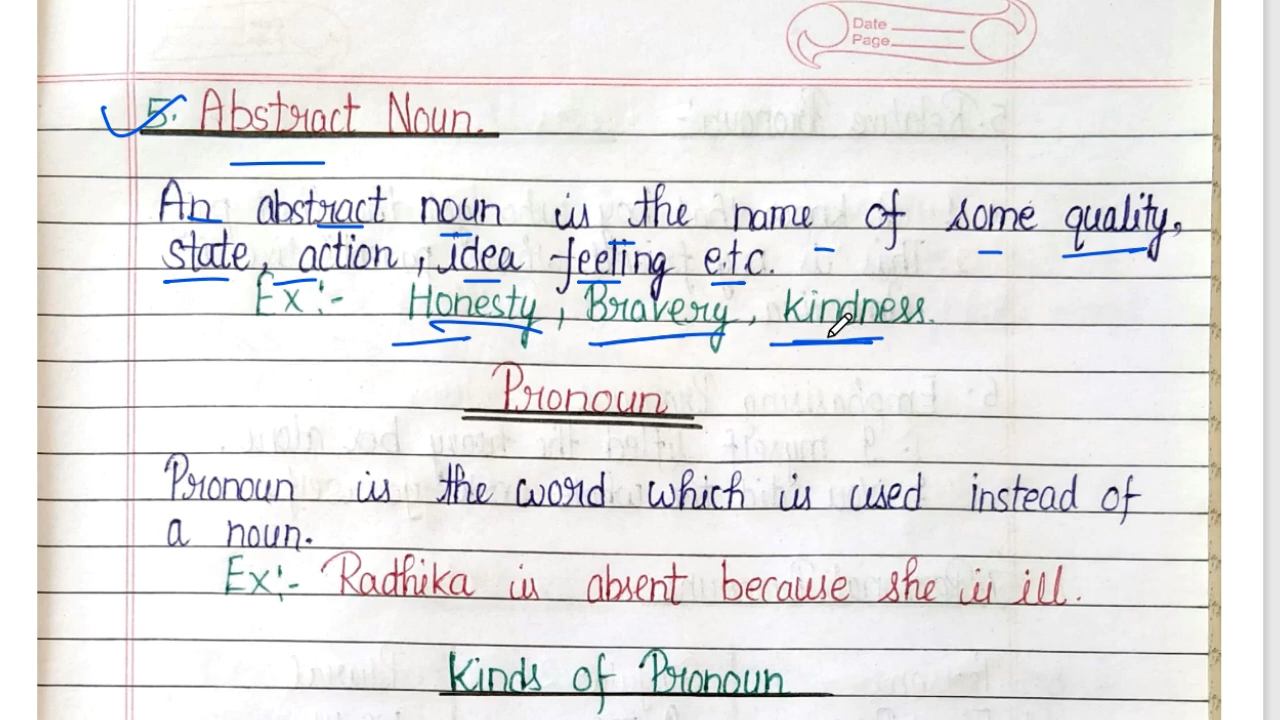 Date
Page
5. Abstract Noun.
An abstract noun is the name of some quality,
state, action, idea feeling e.t.c.
Ex:- Honesty, Bravery, Kindness.
Pronoun
Pronoun is the word which is used instead of
a noun.
Ex:- Radhika is absent because she is ill.
Kinds of Pronoun